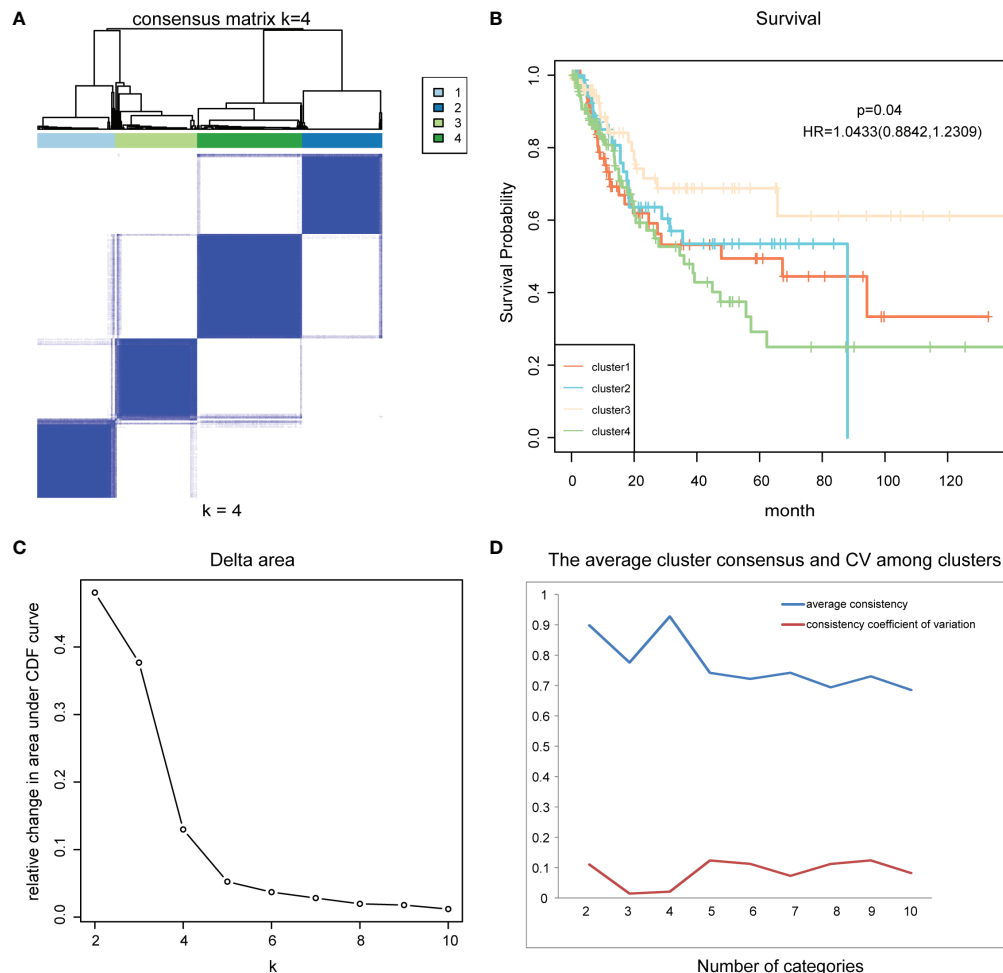 A
consensus matrix k=4
1
2
3
4
k = 4
B
Survival
p=0.04
HR=1.0433(0.8842,1.2309)
Survival Probability
1.0
0.8
0.6
0.4
0.2
0.0
cluster1
cluster2
cluster3
cluster4
0 20 40 60 80 100 120
month
C
Delta area
relative change in area under CDF curve
0.4
0.3
0.2
0.1
0.0
2 4 6 8 10
k
D
The average cluster consensus and CV among clusters
average consistency
consistency coefficient of variation
1
0.9
0.8
0.7
0.6
0.5
0.4
0.3
0.2
0.1
0
2 3 4 5 6 7 8 9 10
Number of categories